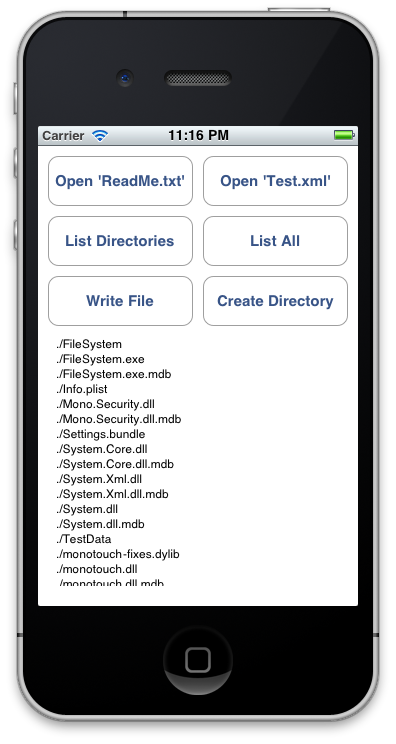 Carrier 11:16 PM
Open 'ReadMe.txt' Open 'Test.xml'
List Directories List All
Write File Create Directory
./FileSystem
./FileSystem.exe
./FileSystem.exe.mdb
./Info.plist
./Mono.Security.dll
./Mono.Security.dll.mdb
./Settings.bundle
./System.Core.dll
./System.Core.dll.mdb
./System.Xml.dll
./System.Xml.dll.mdb
./System.dll
./System.dll.mdb
./TestData
./monotouch-fixes.dylib
./monotouch.dll
./monotouch.dll.mdb